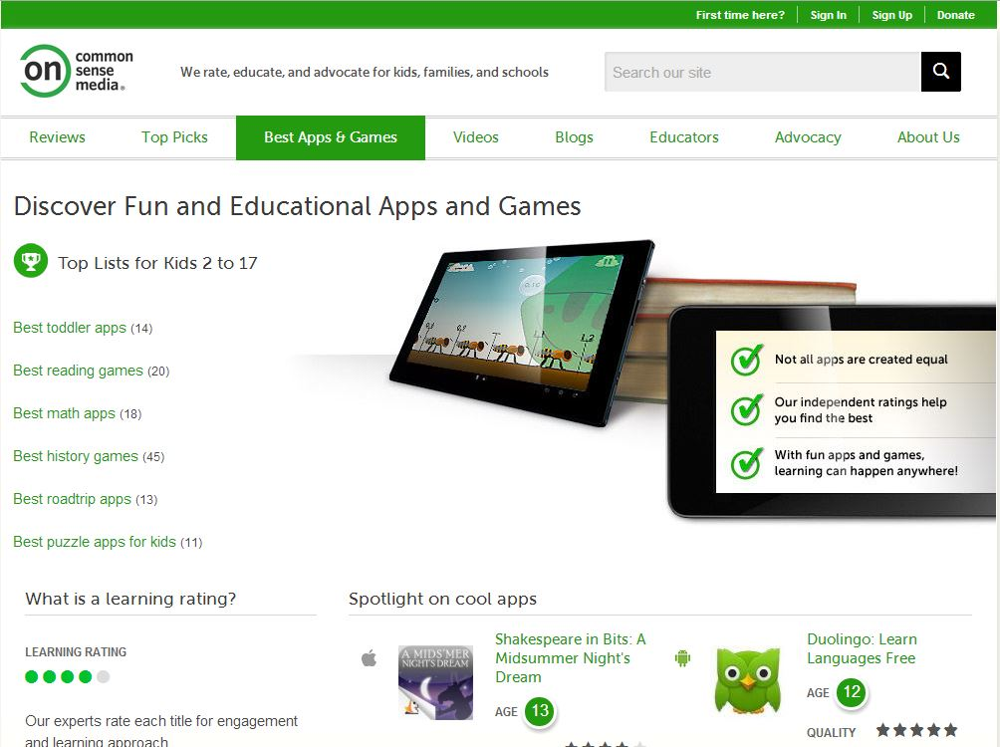 First time here? Sign In Sign Up Donate
on common sense media
We rate, educate, and advocate for kids, families, and schools
Search our site
Reviews Top Picks Best Apps & Games Videos Blogs Educators Advocacy About Us
Discover Fun and Educational Apps and Games
Top Lists for Kids 2 to 17
Best toddler apps (14)
Best reading games (20)
Best math apps (18)
Best history games (45)
Best roadtrip apps (13)
Best puzzle apps for kids (11)
Not all apps are created equal
Our independent ratings help
you find the best
With fun apps and games,
learning can happen anywhere!
What is a learning rating?
LEARNING RATING
Our experts rate each title for engagement
and learning approach
Spotlight on cool apps
A MIDS'MER
NIGHT'S DREAM
Shakespeare in Bits: A
Midsummer Night's
Dream
AGE 13
Duolingo: Learn
Languages Free
AGE 12
QUALITY